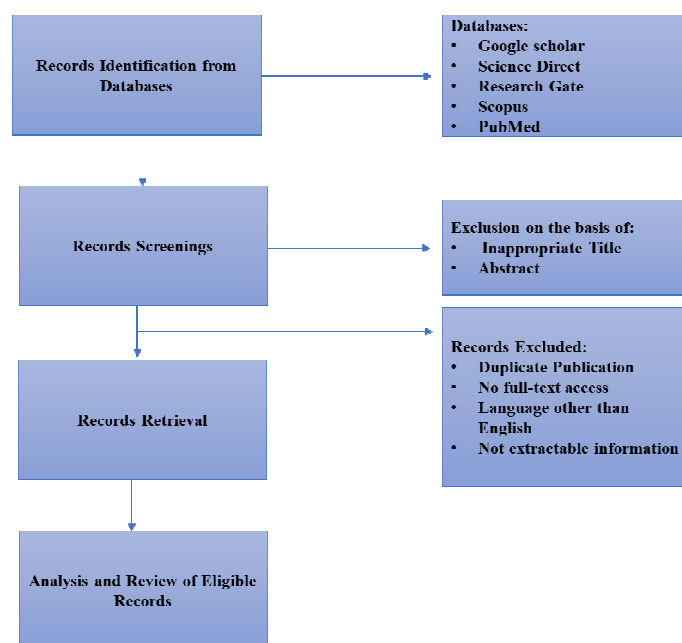 Records Identification from
Databases
Databases:
• Google scholar
• Science Direct
• Research Gate
• Scopus
• PubMed
Records Screenings
Exclusion on the basis of:
• Inappropriate Title
• Abstract
Records Excluded:
• Duplicate Publication
• No full-text access
• Language other than
English
• Not extractable information
Records Retrieval
Analysis and Review of Eligible
Records